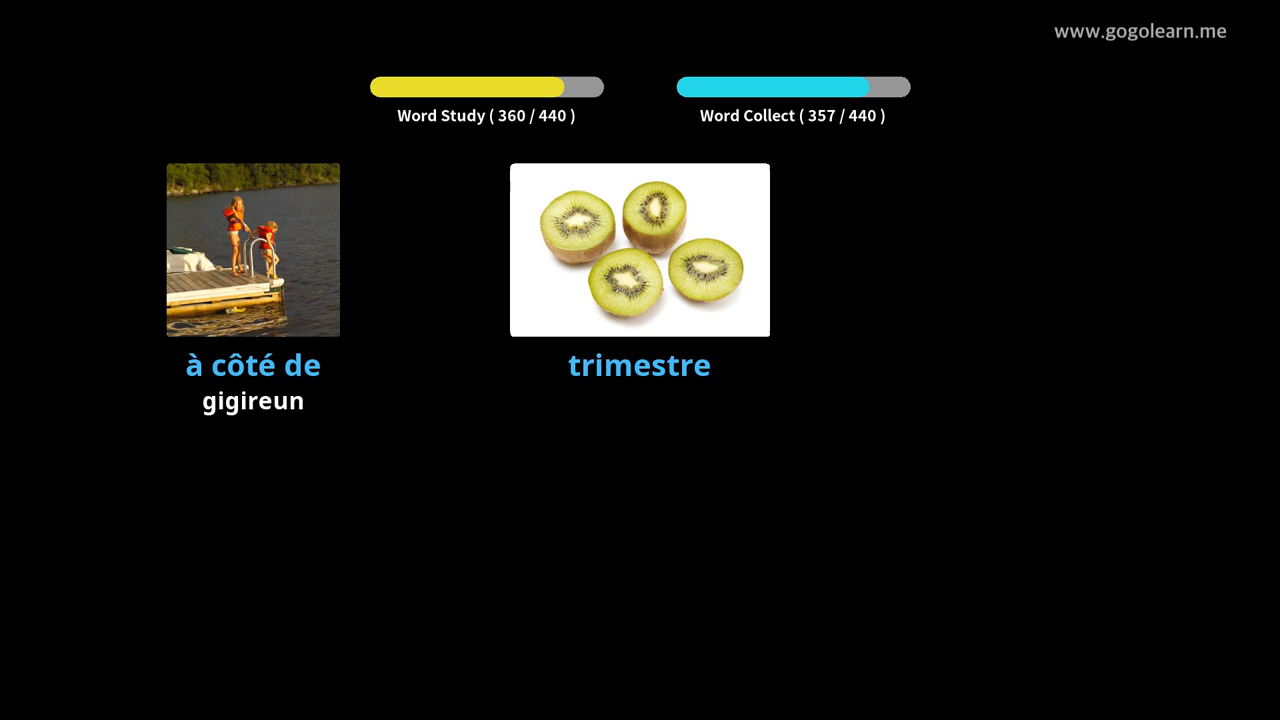 www.gogolearn.me
Word Study ( 360 / 440 )
Word Collect ( 357 / 440 )
à côté de
gigireun
trimestre